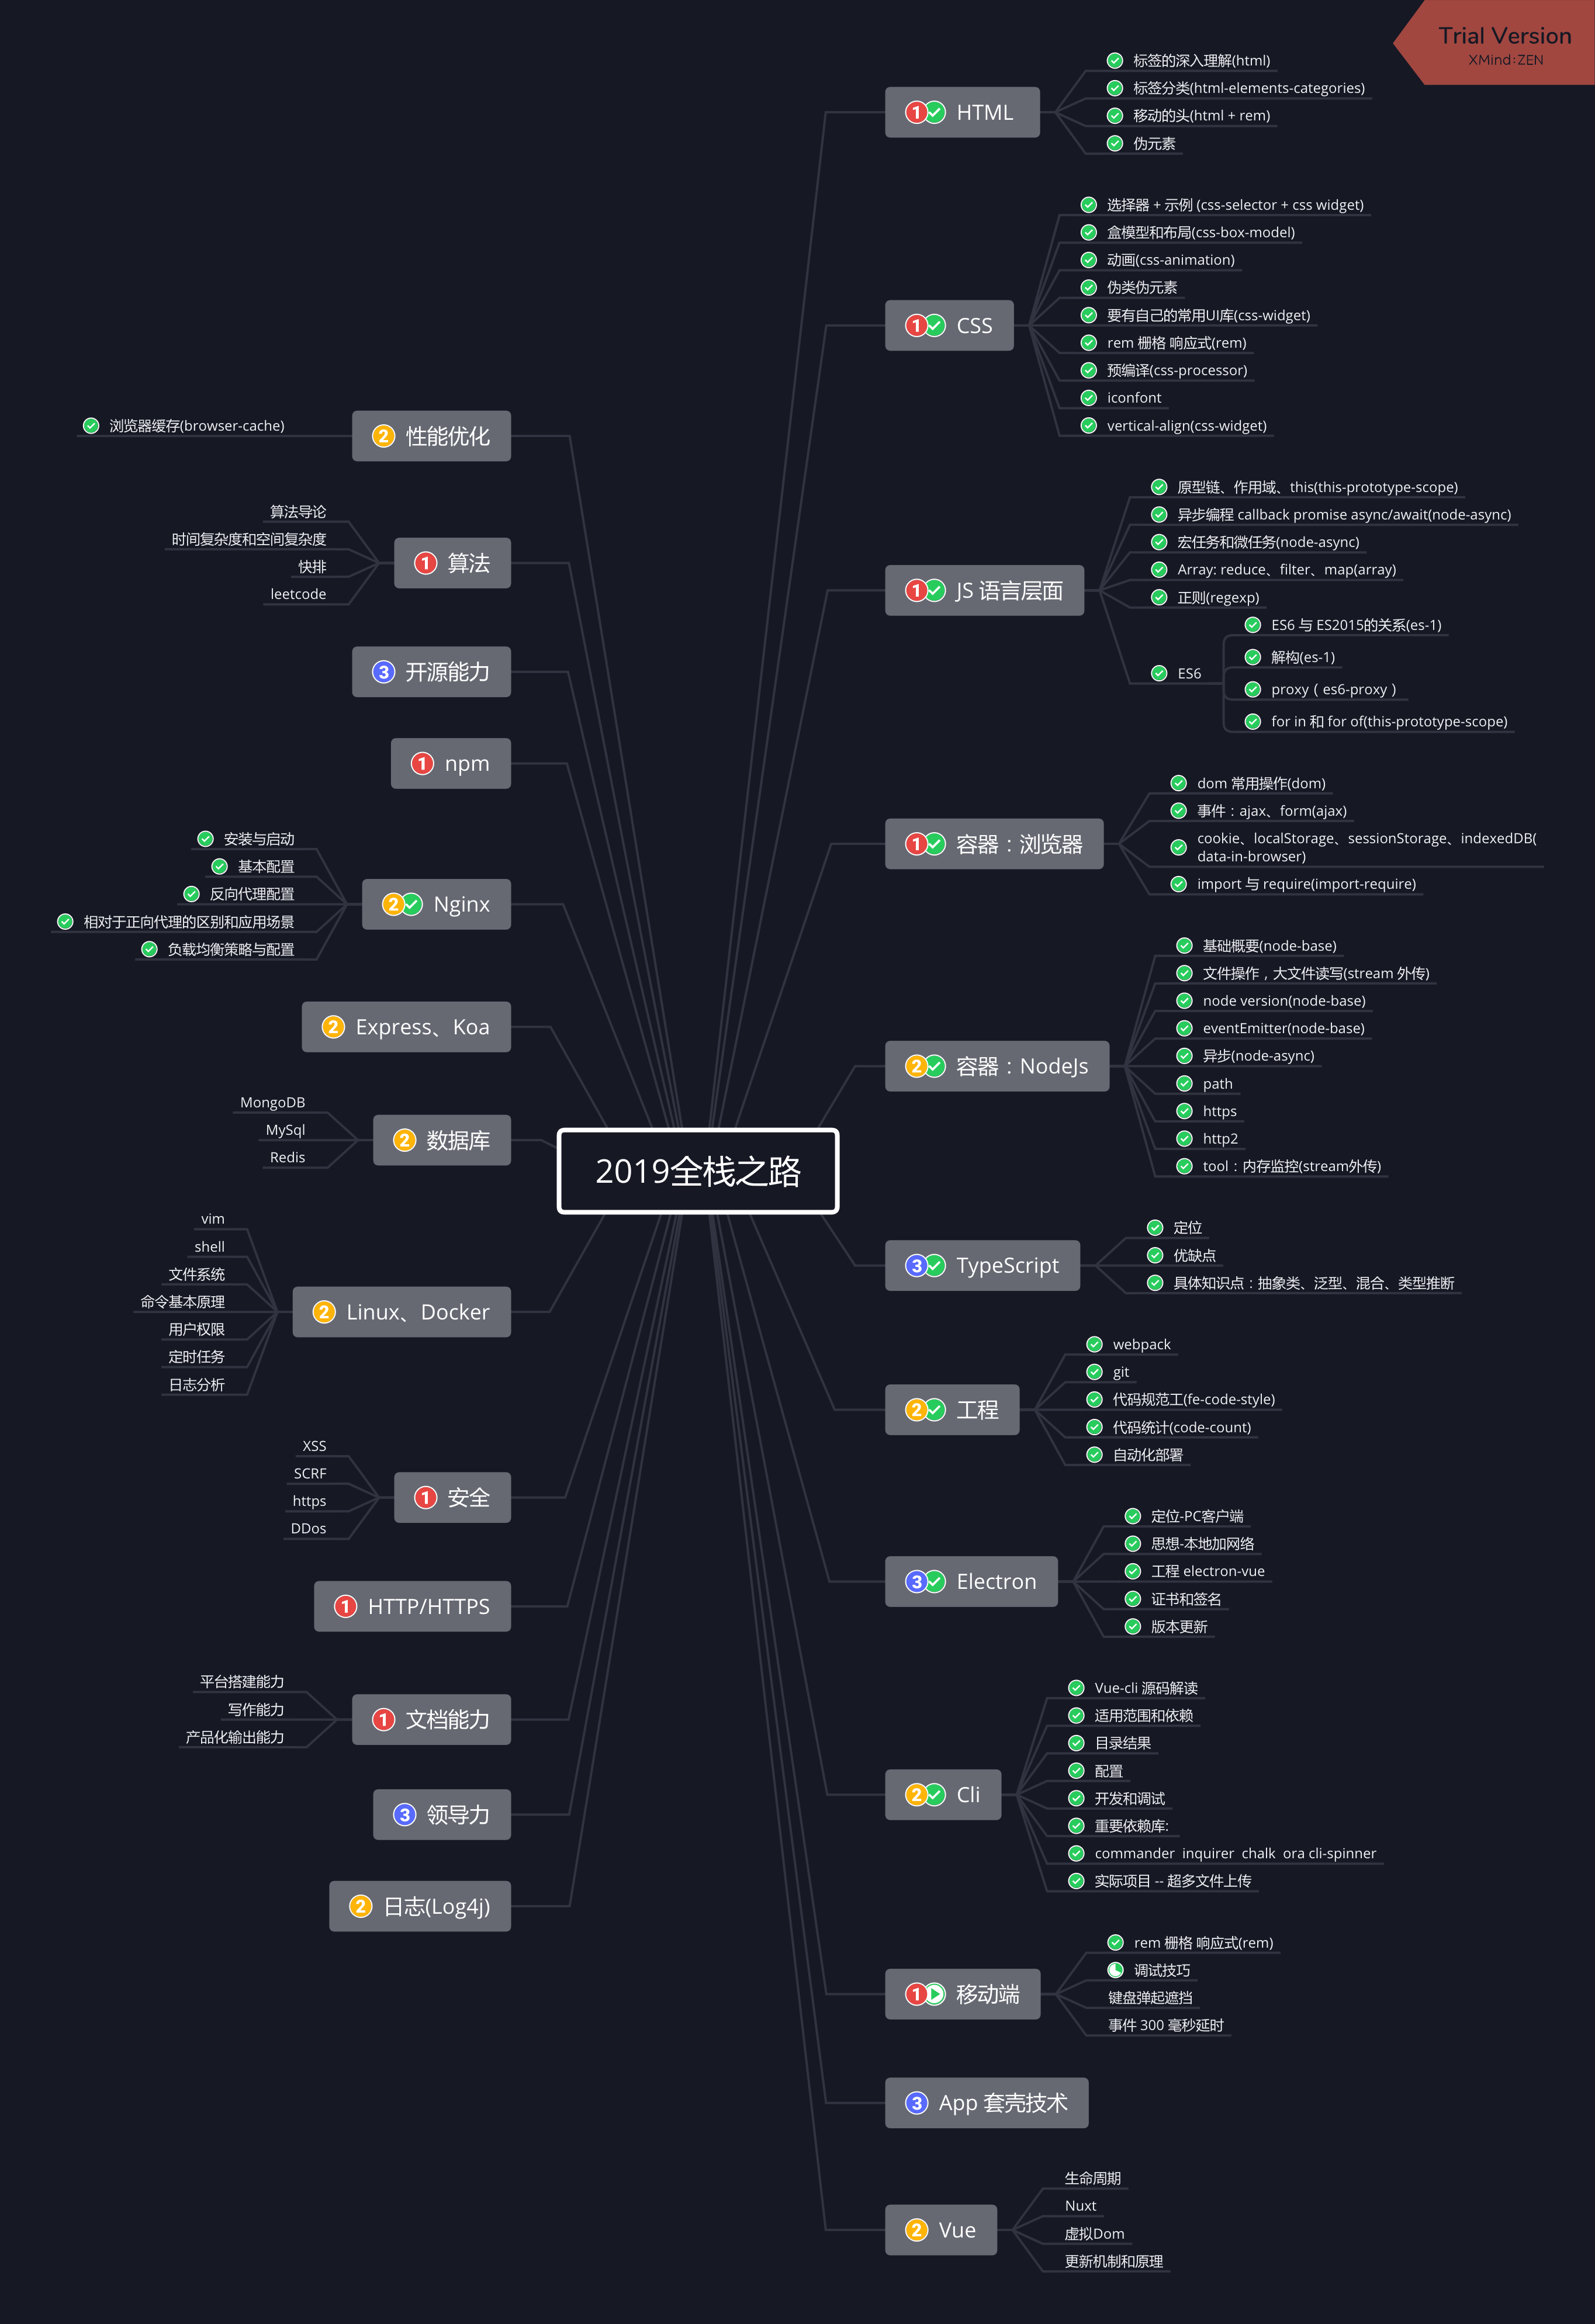 Trial Version
XMind:ZEN
2019全栈之路
1 HTML
标签的深入理解(html)
标签分类(html-elements-categories)
移动的头(html + rem)
伪元素
1 CSS
选择器 + 示例 (css-selector + css widget)
盒模型和布局(css-box-model)
动画(css-animation)
伪类伪元素
要有自己的常用UI库(css-widget)
rem 栅格 响应式(rem)
预编译(css-processor)
iconfont
vertical-align(css-widget)
1 JS 语言层面
原型链、作用域、this(this-prototype-scope)
异步编程 callback promise async/await(node-async)
宏任务和微任务(node-async)
Array: reduce、filter、map(array)
正则(regexp)
ES6
ES6 与 ES2015的关系(es-1)
解构(es-1)
proxy ( es6-proxy )
for in 和 for of(this-prototype-scope)
1 容器：浏览器
dom 常用操作(dom)
事件：ajax、form(ajax)
cookie、localStorage、sessionStorage、indexedDB(
data-in-browser)
import 与 require(import-require)
2 容器：NodeJs
基础概要(node-base)
文件操作，大文件读写(stream 外传)
node version(node-base)
eventEmitter(node-base)
异步(node-async)
path
https
http2
tool：内存监控(stream外传)
3 TypeScript
定位
优缺点
具体知识点：抽象类、泛型、混合、类型推断
2 工程
webpack
git
代码规范工(fe-code-style)
代码统计(code-count)
自动化部署
3 Electron
定位-PC客户端
思想-本地加网络
工程 electron-vue
证书和签名
版本更新
2 Cli
Vue-cli 源码解读
适用范围和依赖
目录结果
配置
开发和调试
重要依赖库:
commander inquirer chalk ora cli-spinner
实际项目 -- 超多文件上传
1 移动端
rem 栅格 响应式(rem)
调试技巧
键盘弹起遮挡
事件 300 毫秒延时
3 App 套壳技术
2 Vue
生命周期
Nuxt
虚拟Dom
更新机制和原理
2 性能优化
浏览器缓存(browser-cache)
1 算法
算法导论
时间复杂度和空间复杂度
快排
leetcode
3 开源能力
1 npm
2 Nginx
安装与启动
基本配置
反向代理配置
相对于正向代理的区别和应用场景
负载均衡策略与配置
2 Express、Koa
2 数据库
MongoDB
MySql
Redis
2 Linux、Docker
vim
shell
文件系统
命令基本原理
用户权限
定时任务
日志分析
1 安全
XSS
SCRF
https
DDos
1 HTTP/HTTPS
1 文档能力
平台搭建能力
写作能力
产品化输出能力
3 领导力
2 日志(Log4j)